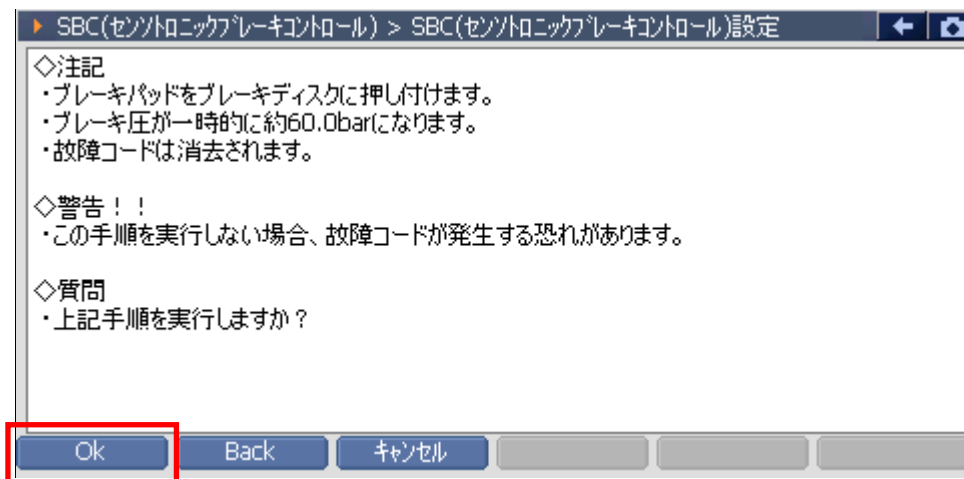 SBC(ｾﾝｿﾄﾛﾆｯｸﾌﾞﾚｰｷｺﾝﾄﾛｰﾙ) > SBC(ｾﾝｿﾄﾛﾆｯｸﾌﾞﾚｰｷｺﾝﾄﾛｰﾙ)設定
◇注記
・ブレーキパッドをブレーキディスクに押し付けます。
・ブレーキ圧が一時的に約60.0barになります。
・故障コードは消去されます。
◇警告！！
・この手順を実行しない場合、故障コードが発生する恐れがあります。
◇質問
・上記手順を実行しますか？
Ok Back ｷｬﾝｾﾙ